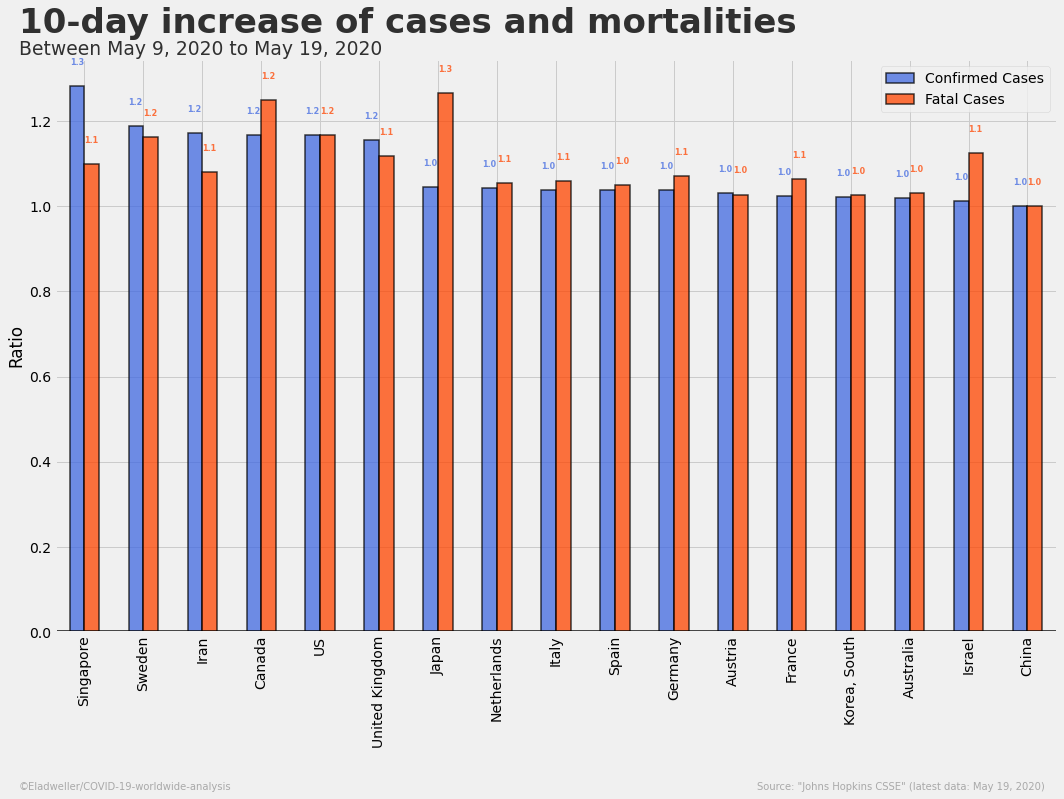 10-day increase of cases and mortalities
Between May 9, 2020 to May 19, 2020
Confirmed Cases
Fatal Cases
Ratio
1.2
1.0
0.8
0.6
0.4
0.2
0.0
1.3 1.1
1.2 1.2
1.2 1.1
1.2 1.2
1.2 1.2
1.2 1.1
1.0 1.3
1.0 1.1
1.0 1.1
1.0 1.0
1.0 1.1
1.0 1.0
1.0 1.1
1.0 1.0
1.0 1.0
1.0 1.1
1.0 1.0
Singapore
Sweden
Iran
Canada
US
United Kingdom
Japan
Netherlands
Italy
Spain
Germany
Austria
France
Korea, South
Australia
Israel
China
©Eladweller/COVID-19-worldwide-analysis
Source: "Johns Hopkins CSSE" (latest data: May 19, 2020)